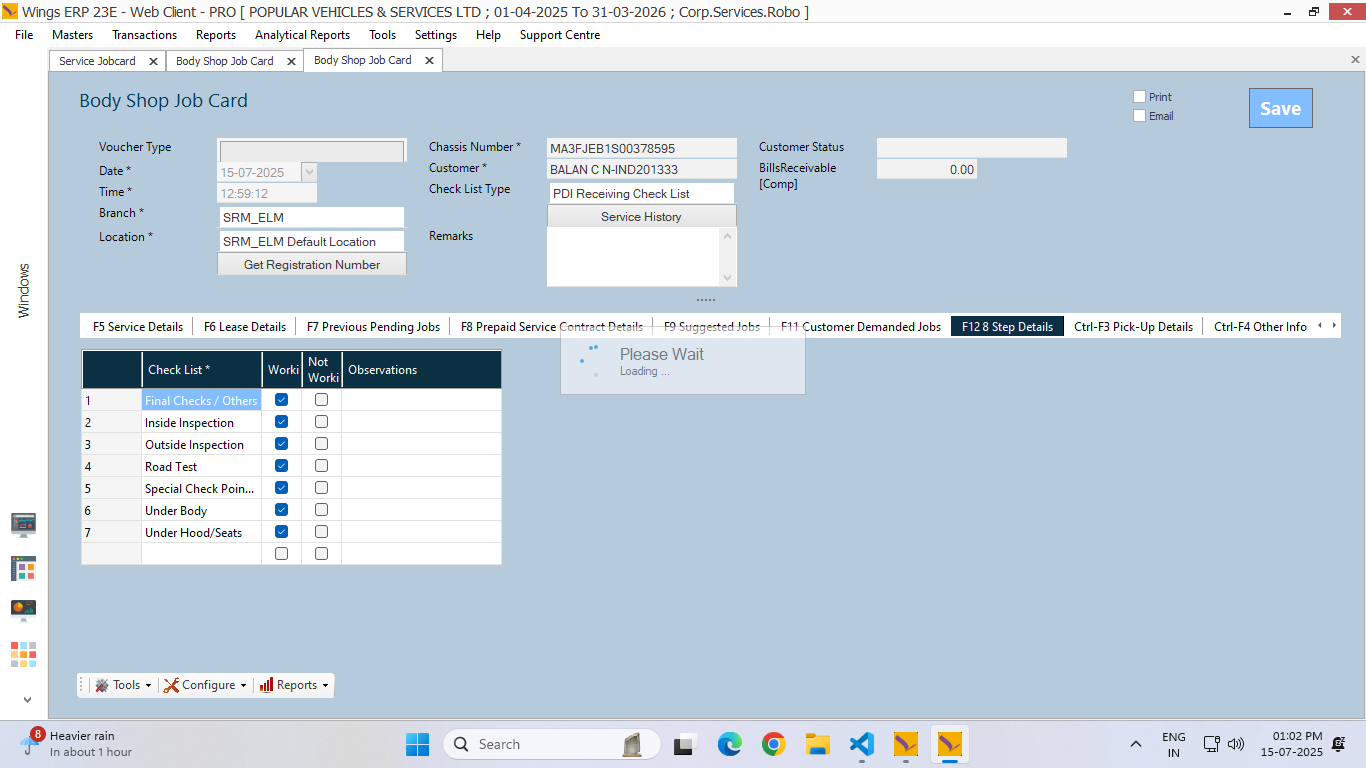 Wings ERP 23E - Web Client - PRO [ POPULAR VEHICLES & SERVICES LTD ; 01-04-2025 To 31-03-2026 ; Corp.Services.Robo ]
File Masters Transactions Reports Analytical Reports Tools Settings Help Support Centre
Service Jobcard Body Shop Job Card Body Shop Job Card
Body Shop Job Card
Print
Email
Save
Voucher Type
Date * 15-07-2025
Time * 12:59:12
Branch * SRM_ELM
Location * SRM_ELM Default Location
Get Registration Number
Chassis Number * MA3FJEB1S00378595
Customer * BALAN C N-IND201333
Check List Type PDI Receiving Check List
Service History
Remarks
Customer Status
BillsReceivable 0.00
[Comp]
Windows
F5 Service Details F6 Lease Details F7 Previous Pending Jobs F8 Prepaid Service Contract Details F9 Suggested Jobs F11 Customer Demanded Jobs F12 8 Step Details Ctrl-F3 Pick-Up Details Ctrl-F4 Other Info
Please Wait
Loading ...
Check List * Worki Not Worki Observations
1 Final Checks / Others
2 Inside Inspection
3 Outside Inspection
4 Road Test
5 Special Check Poin...
6 Under Body
7 Under Hood/Seats
Tools Configure Reports
8 Heavier rain
In about 1 hour
Search
ENG
IN
01:02 PM
15-07-2025